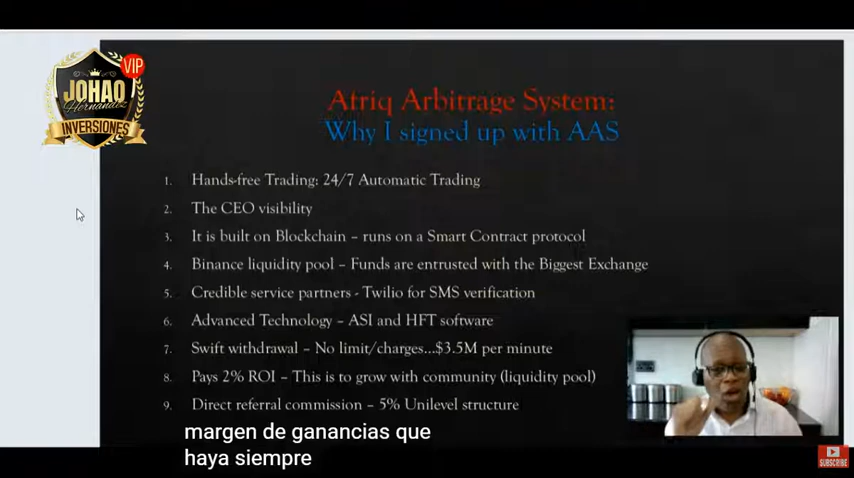 VIP
JOHAO
Hernandez
INVERSIONES
Afriq Arbitrage System:
Why I signed up with AAS
1. Hands-free Trading: 24/7 Automatic Trading
2. The CEO visibility
3. It is built on Blockchain – runs on a Smart Contract protocol
4. Binance liquidity pool – Funds are entrusted with the Biggest Exchange
5. Credible service partners - Twilio for SMS verification
6. Advanced Technology – ASI and HFT software
7. Swift withdrawal – No limit/charges...$3.5M per minute
8. Pays 2% ROI – This is to grow with community (liquidity pool)
9. Direct referral commission – 5% Unilevel structure
margen de ganancias que
haya siempre
SUBSCRIBE